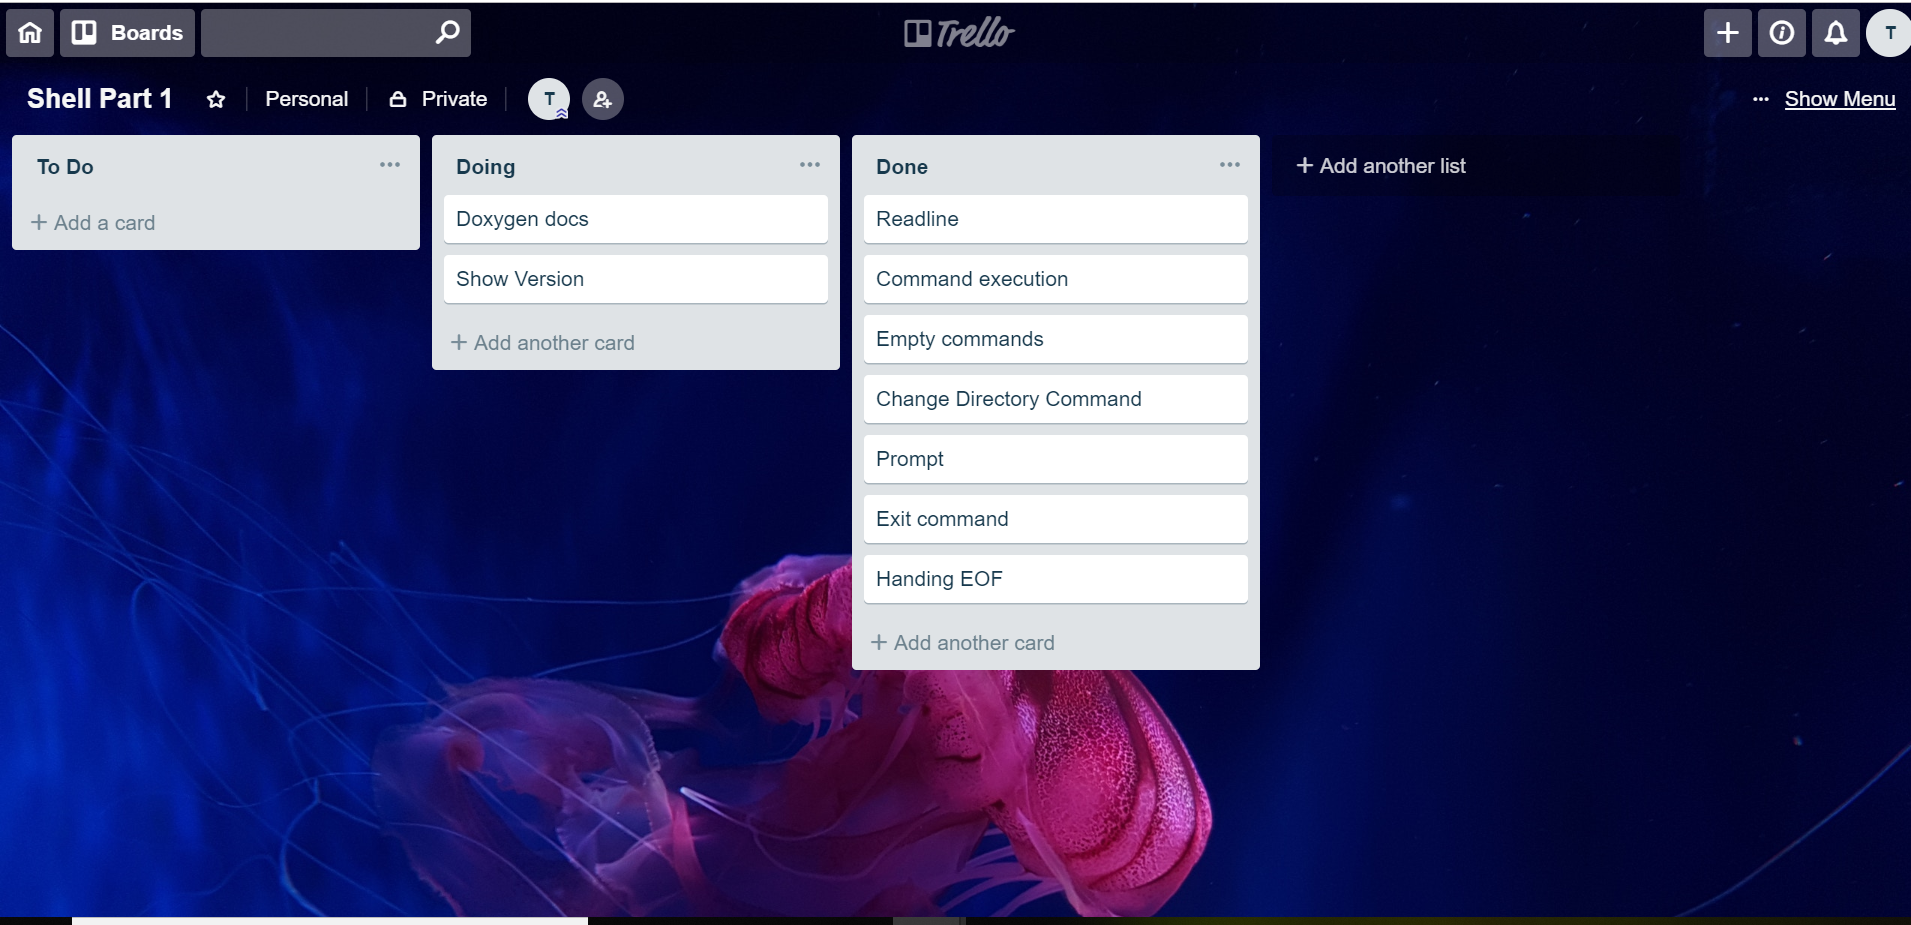 Boards
Trello
T
Shell Part 1
Personal
Private
T
Show Menu
To Do
+ Add a card
Doing
Doxygen docs
Show Version
+ Add another card
Done
Readline
Command execution
Empty commands
Change Directory Command
Prompt
Exit command
Handing EOF
+ Add another card
+ Add another list